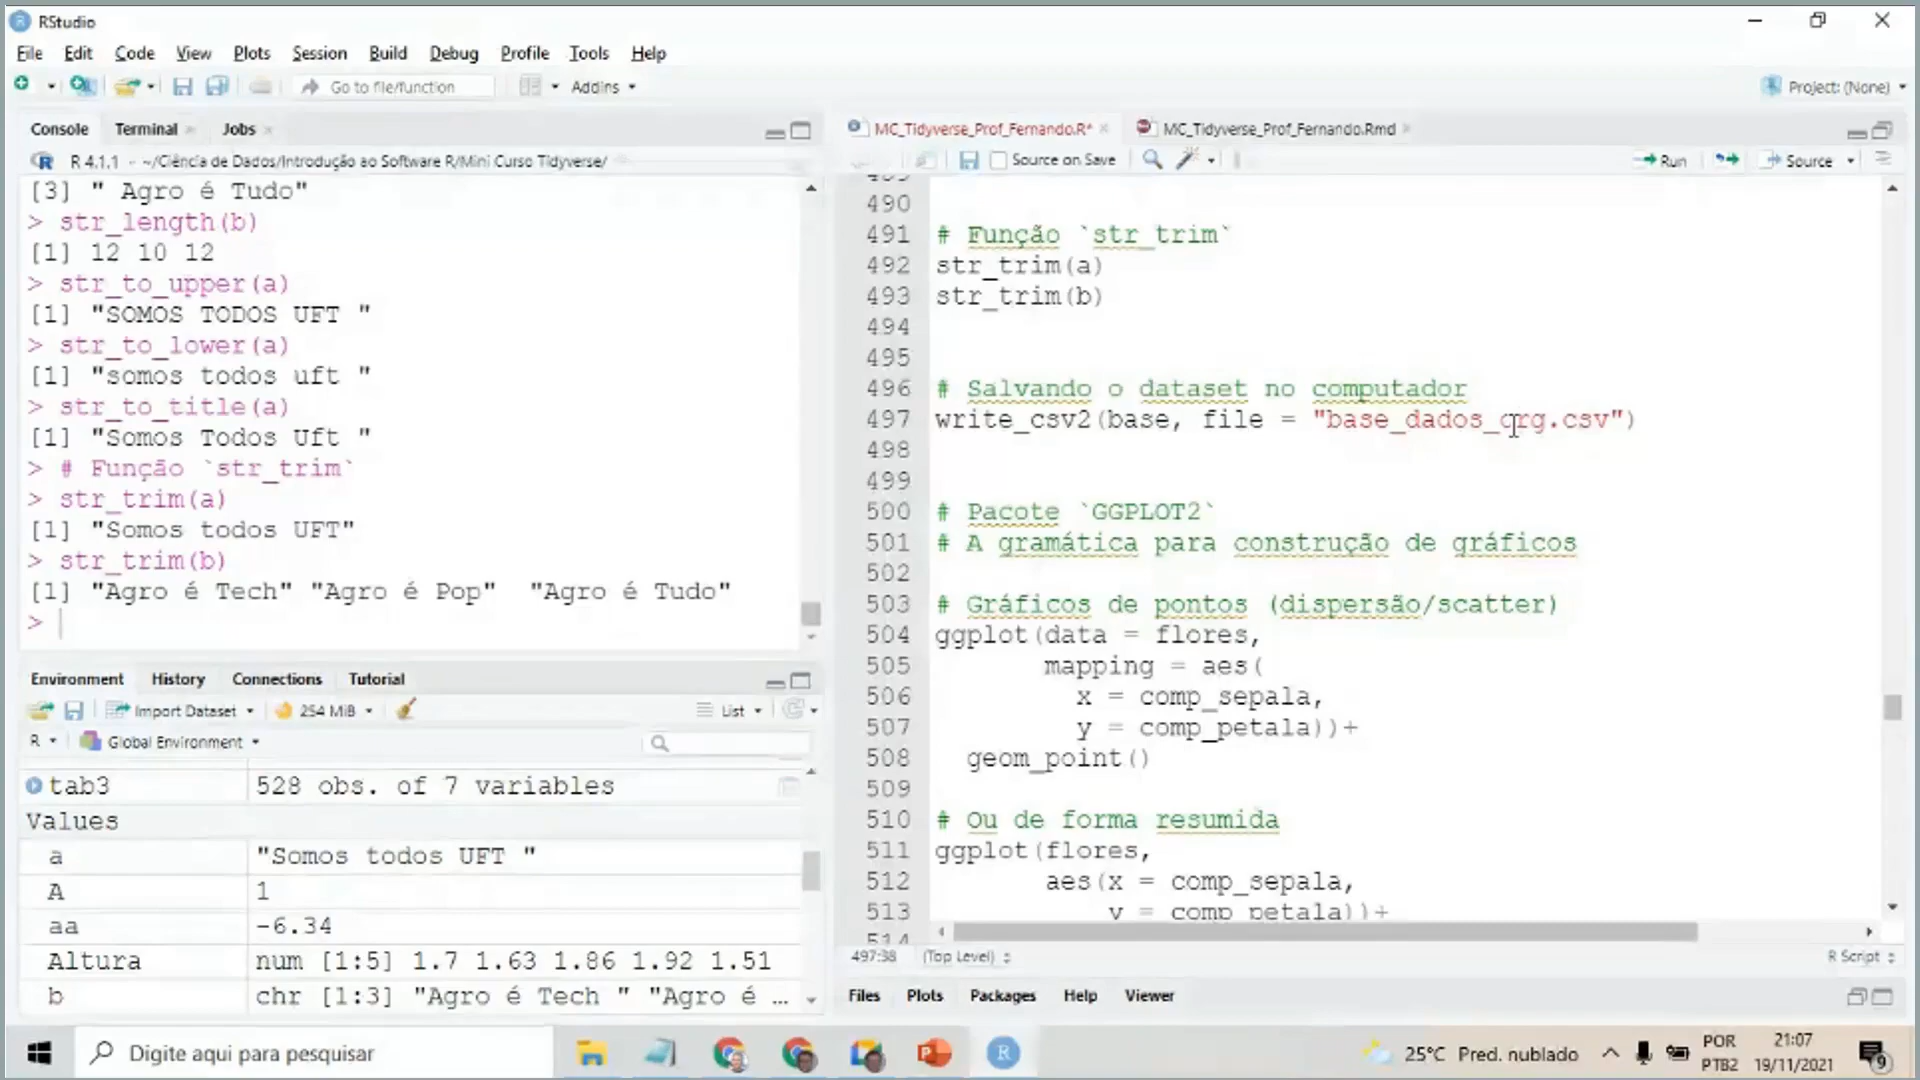 RStudio
File Edit Code View Plots Session Build Debug Profile Tools Help
Go to file/function Addins Project: (None)
Console Terminal Jobs
R 4.1.1 · ~/Ciência de Dados/Introdução ao Software R/Mini Curso Tidyverse/
[3] " Agro é Tudo"
> str_length(b)
[1] 12 10 12
> str_to_upper(a)
[1] "SOMOS TODOS UFT "
> str_to_lower(a)
[1] "somos todos uft "
> str_to_title(a)
[1] "Somos Todos Uft "
> # Função `str_trim`
> str_trim(a)
[1] "Somos todos UFT"
> str_trim(b)
[1] "Agro é Tech" "Agro é Pop"  "Agro é Tudo"
>
Environment History Connections Tutorial
Import Dataset 254 MiB List
R Global Environment
tab3 528 obs. of 7 variables
Values
a "Somos todos UFT "
A 1
aa -6.34
Altura num [1:5] 1.7 1.63 1.86 1.92 1.51
b chr [1:3] "Agro é Tech " "Agro é ...
MC_Tidyverse_Prof_Fernando.R* MC_Tidyverse_Prof_Fernando.Rmd
Source on Save Run Source
489
490
491 # Função `str_trim`
492 str_trim(a)
493 str_trim(b)
494
495
496 # Salvando o dataset no computador
497 write_csv2(base, file = "base_dados_org.csv")
498
499
500 # Pacote `GGPLOT2`
501 # A gramática para construção de gráficos
502
503 # Gráficos de pontos (dispersão/scatter)
504 ggplot(data = flores,
505 mapping = aes(
506 x = comp_sepala,
507 y = comp_petala))+
508 geom_point()
509
510 # Ou de forma resumida
511 ggplot(flores,
512 aes(x = comp_sepala,
513 y = comp_petala))+
514
497:38 (Top Level) R Script
Files Plots Packages Help Viewer
Digite aqui para pesquisar
25°C Pred. nublado
POR
PTB2
21:07
19/11/2021
9